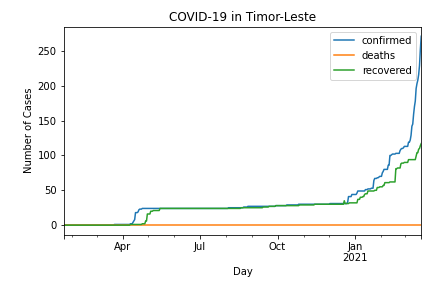 COVID-19 in Timor-Leste
confirmed
deaths
recovered
250
200
150
100
50
0
Number of Cases
Apr
Jul
Oct
Jan
2021
Day